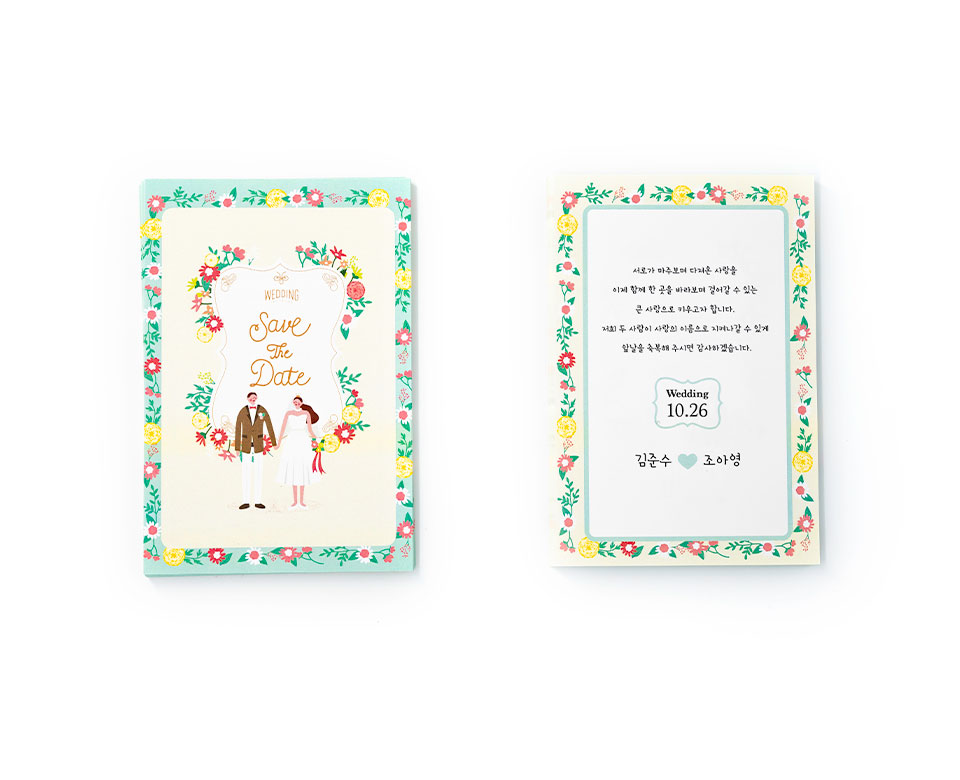 WEDDING
Save
The
Date
서로가 마주보며 다져온 사랑을
이제 함께 한 곳을 바라보며 걸어갈 수 있는
큰 사랑으로 키우고자 합니다.
저희 두 사람이 사랑의 이름으로 지켜나갈 수 있게
앞날을 축복해 주시면 감사하겠습니다.
Wedding
10.26
김준수 조아영